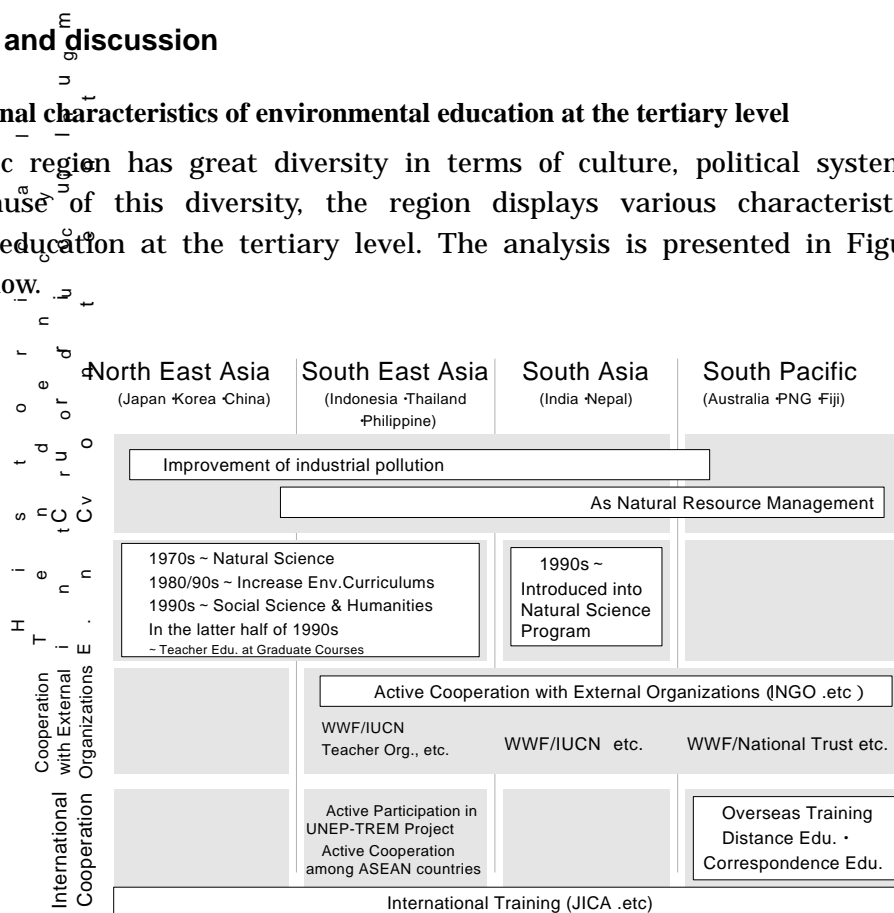 and discussion
nal characteristics of environmental education at the tertiary level
c region has great diversity in terms of culture, political system
ause of this diversity, the region displays various characterist
education at the tertiary level. The analysis is presented in Figu
low.
North East Asia
(Japan ・Korea ・China)
South East Asia
(Indonesia ・Thailand
・Philippine)
South Asia
(India ・Nepal)
South Pacific
(Australia ・PNG ・Fiji)
Improvement of industrial pollution
As Natural Resource Management
1970s ~ Natural Science
1980/90s ~ Increase Env.Curriculums
1990s ~ Social Science & Humanities
In the latter half of 1990s
~ Teacher Edu. at Graduate Courses
1990s ~
Introduced into
Natural Science
Program
Cooperation
with External
Organizations
Active Cooperation with External Organizations (INGO .etc )
WWF/IUCN
Teacher Org., etc.
WWF/IUCN etc.
WWF/National Trust etc.
International
Cooperation
Active Participation in
UNEP-TREM Project
Active Cooperation
among ASEAN countries
Overseas Training
Distance Edu. ・
Correspondence Edu.
International Training (JICA .etc)